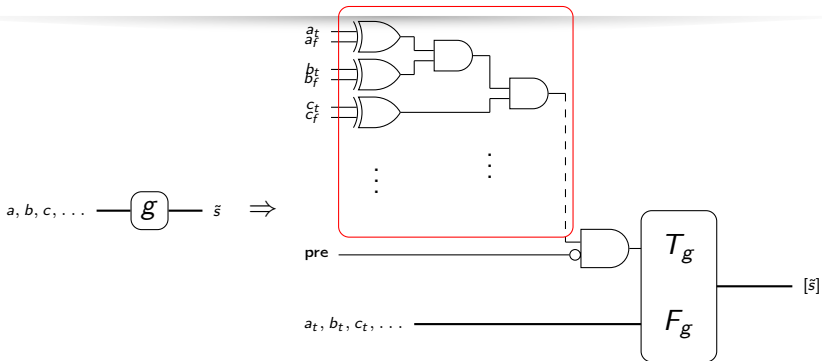 a_t
a_f
b_t
b_f
c_t
c_f
⋮ ⋮
a, b, c, . . . g s̃ ⇒
pre
T_g
[s̃]
a_t, b_t, c_t, . . . F_g